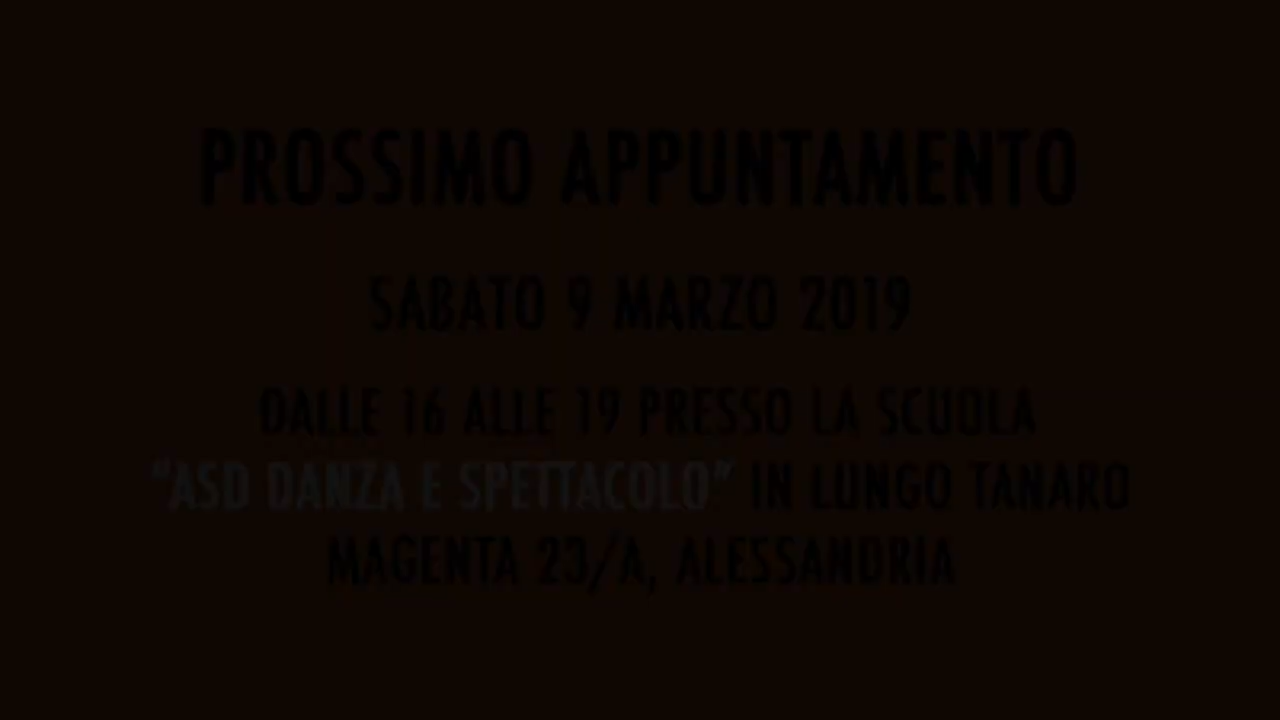 PROSSIMO APPUNTAMENTO
SABATO 9 MARZO 2019
DALLE 16 ALLE 19 PRESSO LA SCUOLA
"ASD DANZA E SPETTACOLO" IN LUNGO TANARO
MAGENTA 23/A, ALESSANDRIA